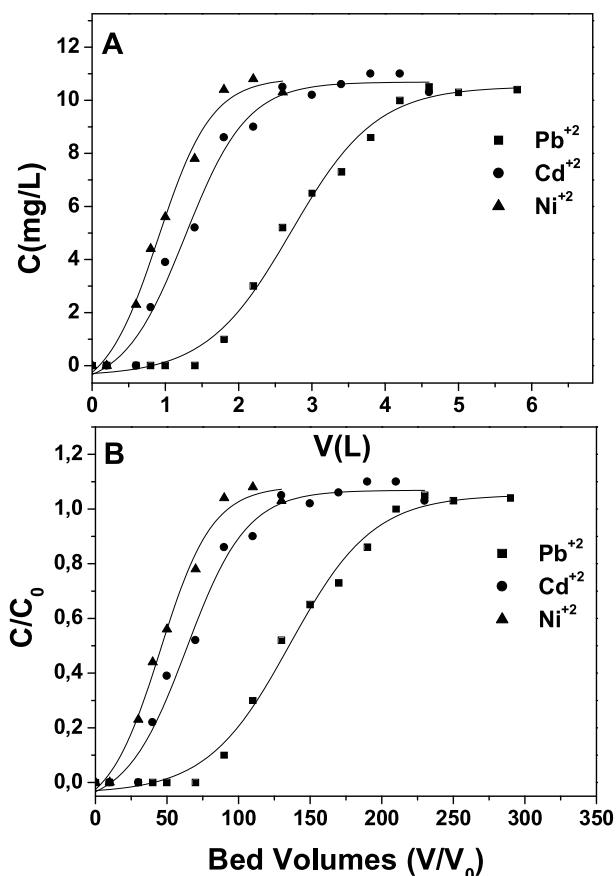 A
12
10
8
6
4
2
0
C(mg/L)
Pb+2
Cd+2
Ni+2
0 1 2 3 4 5 6
V(L)
B
1,2
1,0
0,8
0,6
0,4
0,2
0,0
C/C0
Pb+2
Cd+2
Ni+2
0 50 100 150 200 250 300 350
Bed Volumes (V/V0)